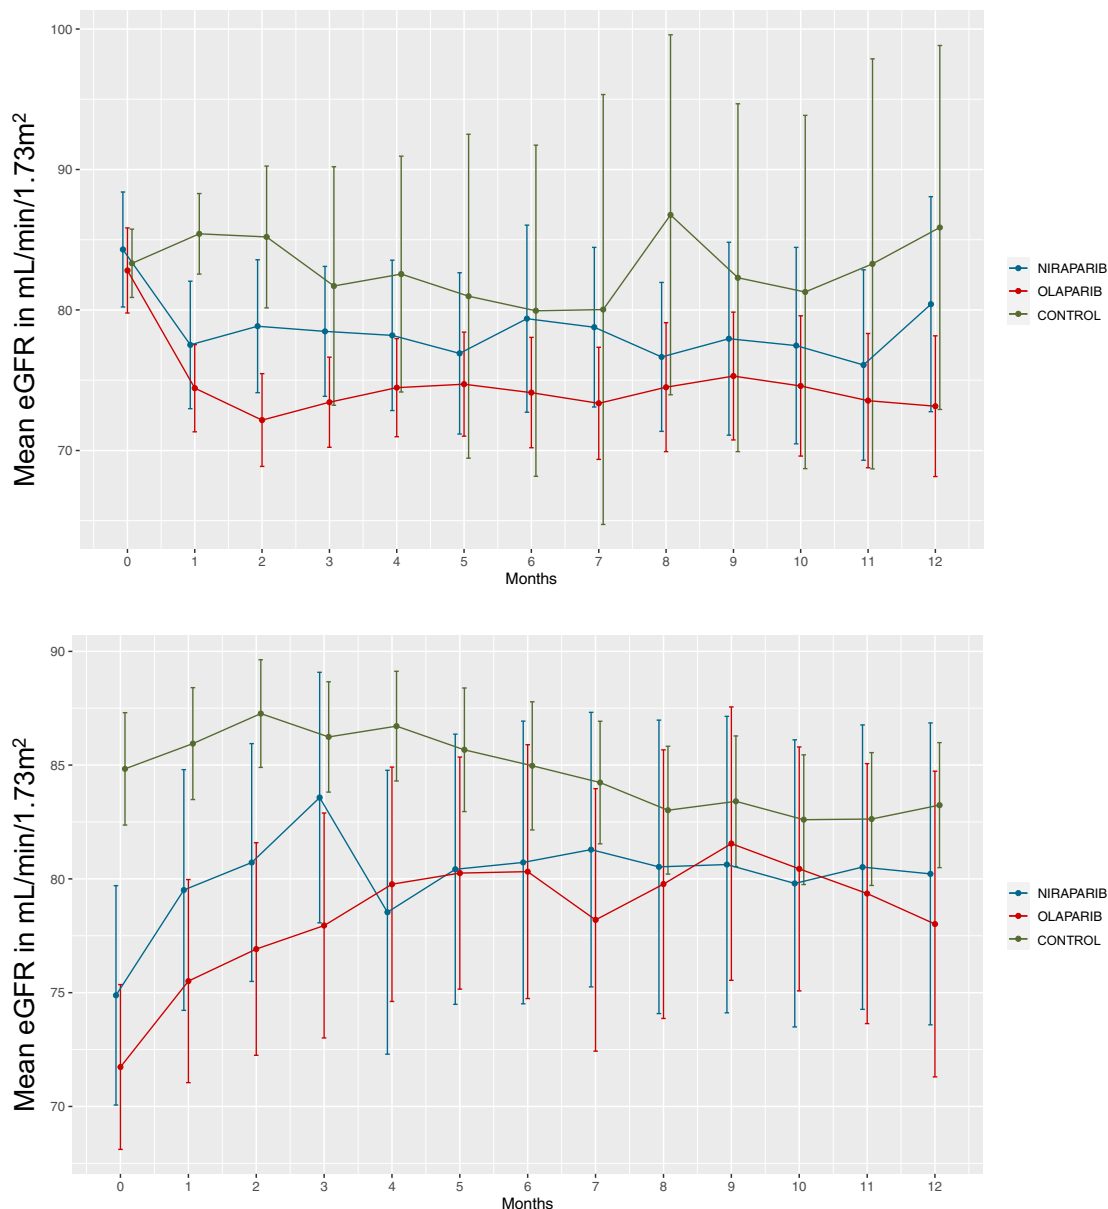 Mean eGFR in mL/min/1.73m²
100
90
80
70
0 1 2 3 4 5 6 7 8 9 10 11 12
Months
NIRAPARIB
OLAPARIB
CONTROL
Mean eGFR in mL/min/1.73m²
90
85
80
75
70
0 1 2 3 4 5 6 7 8 9 10 11 12
Months
NIRAPARIB
OLAPARIB
CONTROL